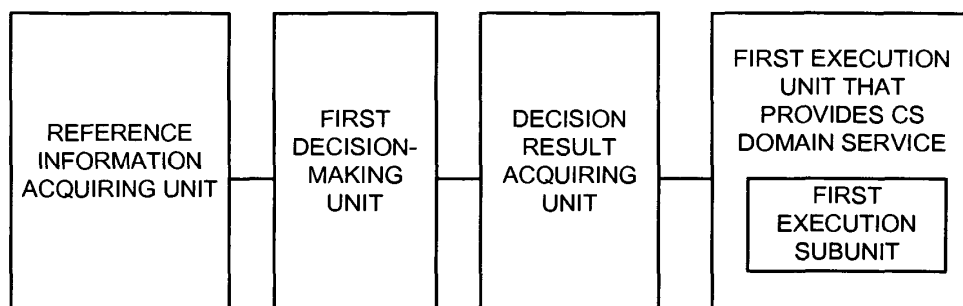 REFERENCE
INFORMATION
ACQUIRING UNIT
FIRST
DECISION-
MAKING
UNIT
DECISION
RESULT
ACQUIRING
UNIT
FIRST EXECUTION
UNIT THAT
PROVIDES CS
DOMAIN SERVICE
FIRST
EXECUTION
SUBUNIT